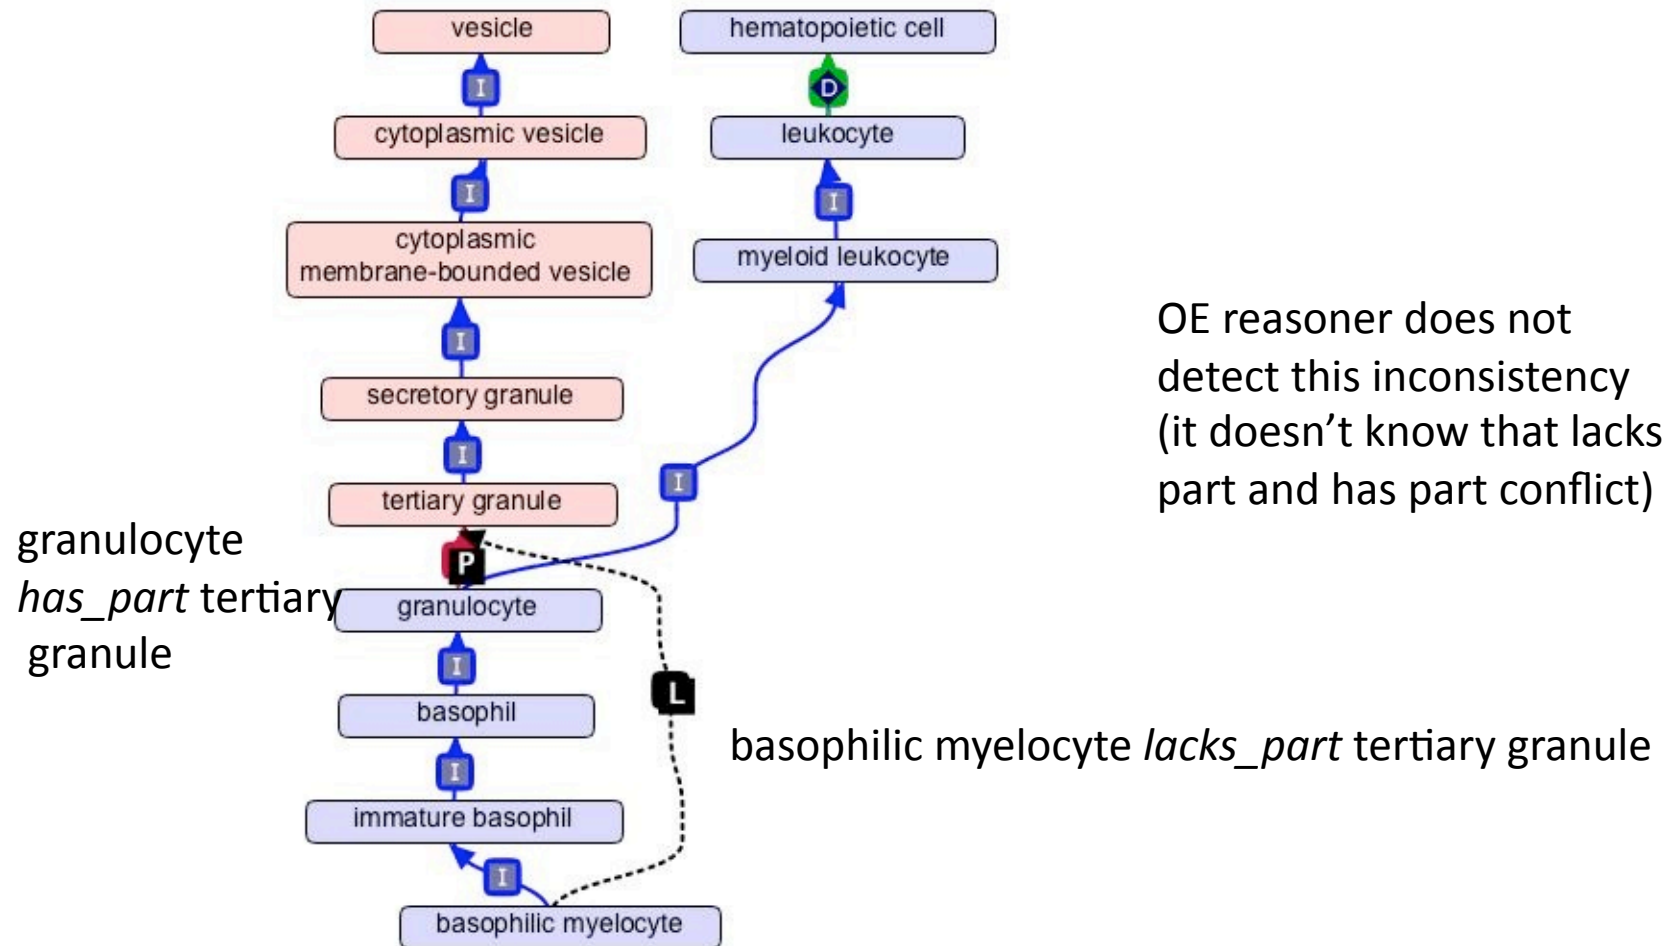 vesicle
hematopoietic cell
I
D
cytoplasmic vesicle
leukocyte
I
I
cytoplasmic
membrane-bounded vesicle
myeloid leukocyte
I
secretory granule
I
tertiary granule
I
P
granulocyte
I
basophil
L
I
immature basophil
I
basophilic myelocyte
granulocyte
has_part tertiary
granule
OE reasoner does not
detect this inconsistency
(it doesn’t know that lacks
part and has part conflict)
basophilic myelocyte lacks_part tertiary granule